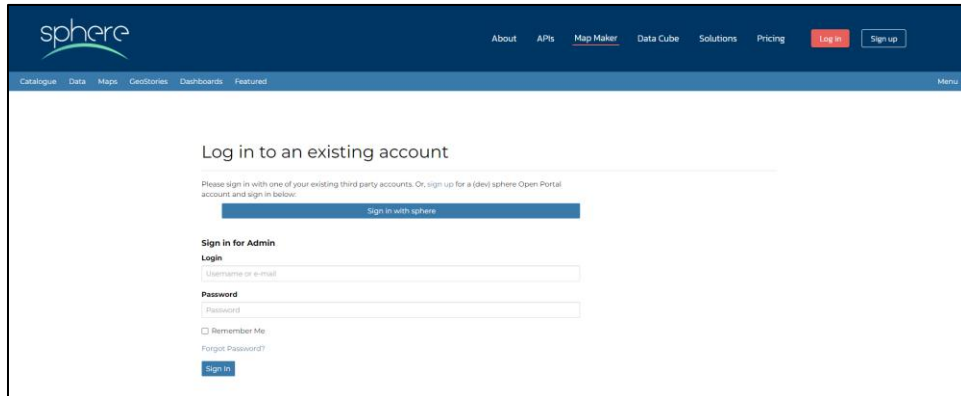 sphere
About APIs Map Maker Data Cube Solutions Pricing Log in Sign up
Catalogue Data Maps GeoStories Dashboards Featured Menu
Log in to an existing account
Please sign in with one of your existing third party accounts. Or, sign up for a (dev) sphere Open Portal
account and sign in below:
Sign in with sphere
Sign in for Admin
Login
Username or e-mail
Password
Password
Remember Me
Forgot Password?
Sign In